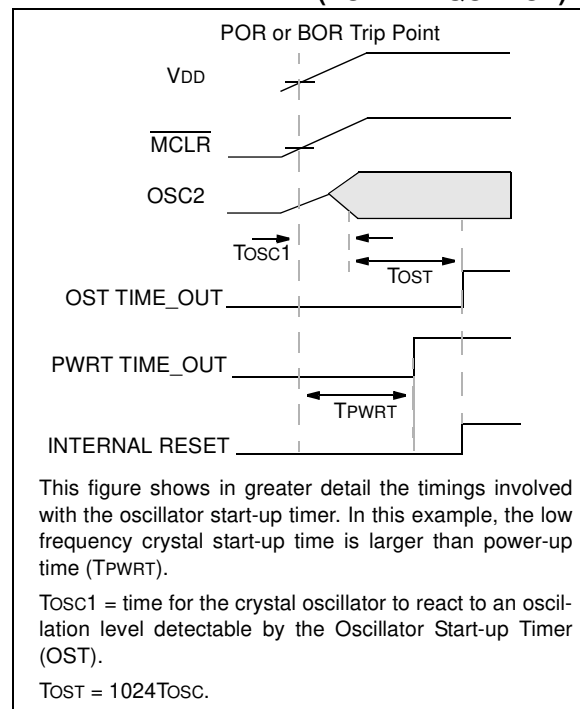 POR or BOR Trip Point
VDD
MCLR
OSC2
TOSC1
TOST
OST TIME_OUT
PWRT TIME_OUT
TPWRT
INTERNAL RESET
This figure shows in greater detail the timings involved
with the oscillator start-up timer. In this example, the low
frequency crystal start-up time is larger than power-up
time (TPWRT).
TOSC1 = time for the crystal oscillator to react to an oscil-
lation level detectable by the Oscillator Start-up Timer
(OST).
TOST = 1024TOSC.